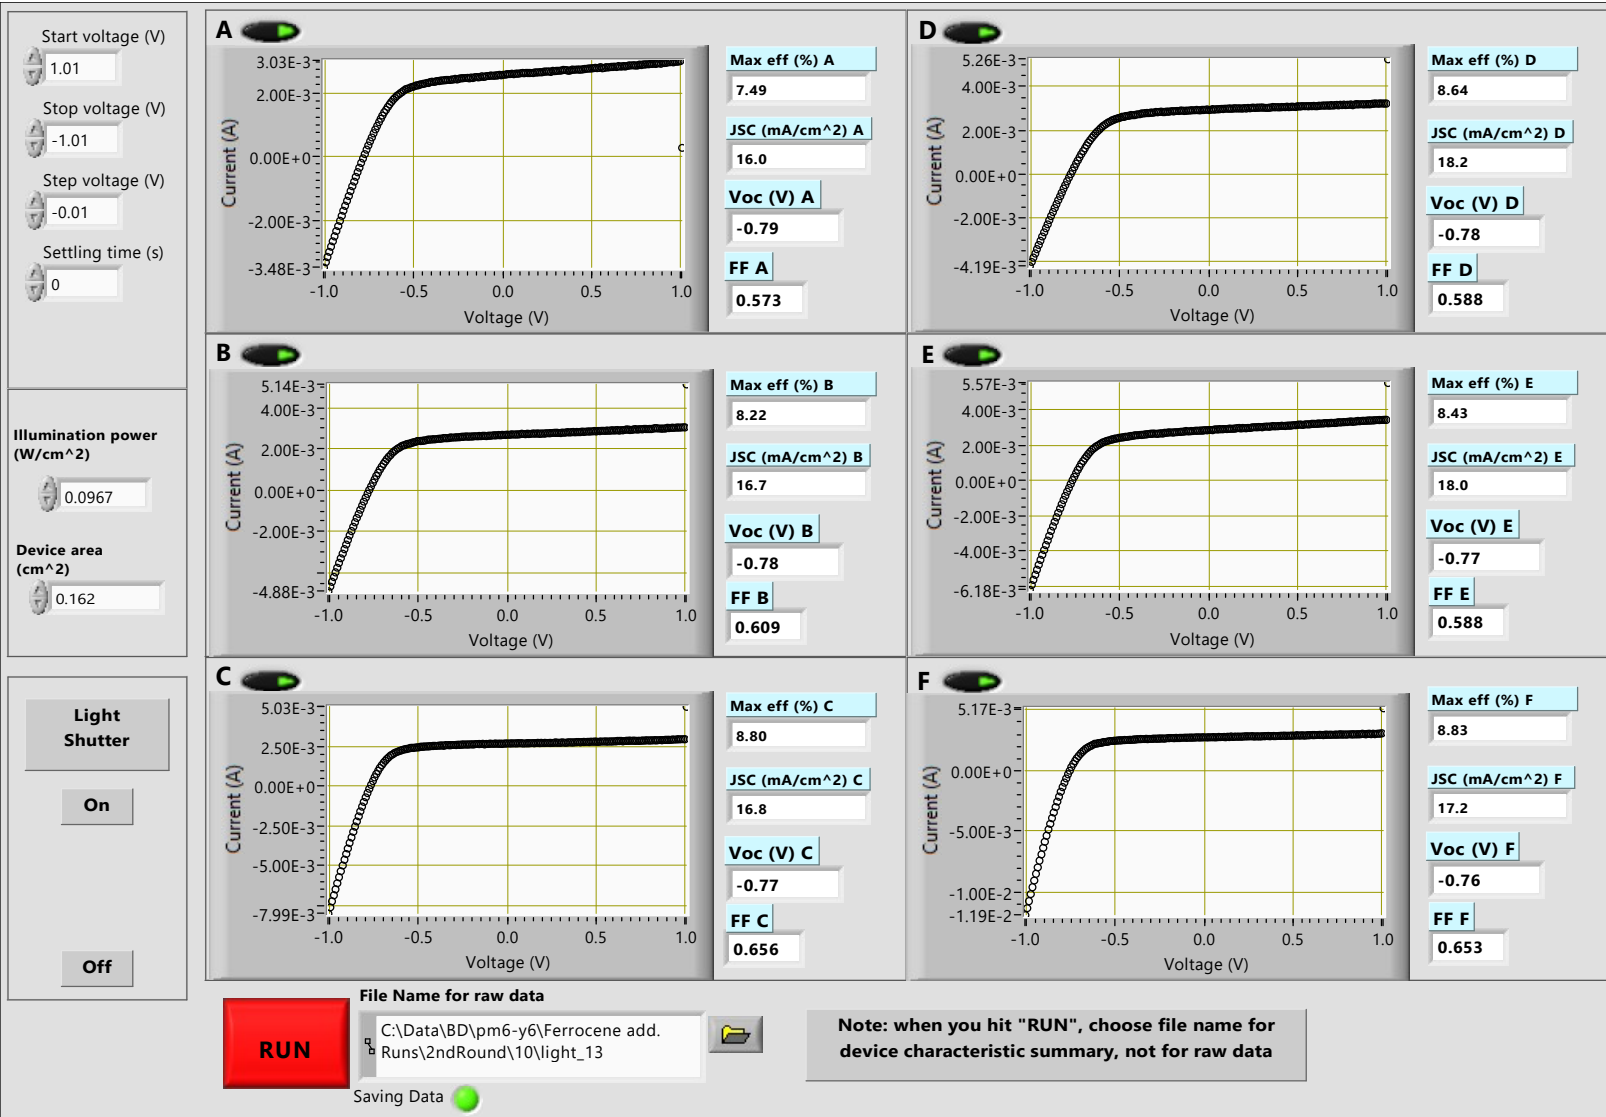 Start voltage (V)
1.01
Stop voltage (V)
-1.01
Step voltage (V)
-0.01
Settling time (s)
0
Illumination power
(W/cm^2)
0.0967
Device area
(cm^2)
0.162
Light
Shutter
On
Off
A
3.03E-3
2.00E-3
0.00E+0
-2.00E-3
-3.48E-3
Current (A)
-1.0 -0.5 0.0 0.5 1.0
Voltage (V)
Max eff (%) A
7.49
JSC (mA/cm^2) A
16.0
Voc (V) A
-0.79
FF A
0.573
D
5.26E-3
4.00E-3
2.00E-3
0.00E+0
-2.00E-3
-4.19E-3
Current (A)
-1.0 -0.5 0.0 0.5 1.0
Voltage (V)
Max eff (%) D
8.64
JSC (mA/cm^2) D
18.2
Voc (V) D
-0.78
FF D
0.588
B
5.14E-3
4.00E-3
2.00E-3
0.00E+0
-2.00E-3
-4.88E-3
Current (A)
-1.0 -0.5 0.0 0.5 1.0
Voltage (V)
Max eff (%) B
8.22
JSC (mA/cm^2) B
16.7
Voc (V) B
-0.78
FF B
0.609
E
5.57E-3
4.00E-3
2.00E-3
0.00E+0
-2.00E-3
-4.00E-3
-6.18E-3
Current (A)
-1.0 -0.5 0.0 0.5 1.0
Voltage (V)
Max eff (%) E
8.43
JSC (mA/cm^2) E
18.0
Voc (V) E
-0.77
FF E
0.588
C
5.03E-3
2.50E-3
0.00E+0
-2.50E-3
-5.00E-3
-7.99E-3
Current (A)
-1.0 -0.5 0.0 0.5 1.0
Voltage (V)
Max eff (%) C
8.80
JSC (mA/cm^2) C
16.8
Voc (V) C
-0.77
FF C
0.656
F
5.17E-3
0.00E+0
-5.00E-3
-1.00E-2
-1.19E-2
Current (A)
-1.0 -0.5 0.0 0.5 1.0
Voltage (V)
Max eff (%) F
8.83
JSC (mA/cm^2) F
17.2
Voc (V) F
-0.76
FF F
0.653
RUN
File Name for raw data
C:\Data\BD\pm6-y6\Ferrocene add.
Runs\2ndRound\10\light_13
Saving Data
Note: when you hit "RUN", choose file name for
device characteristic summary, not for raw data